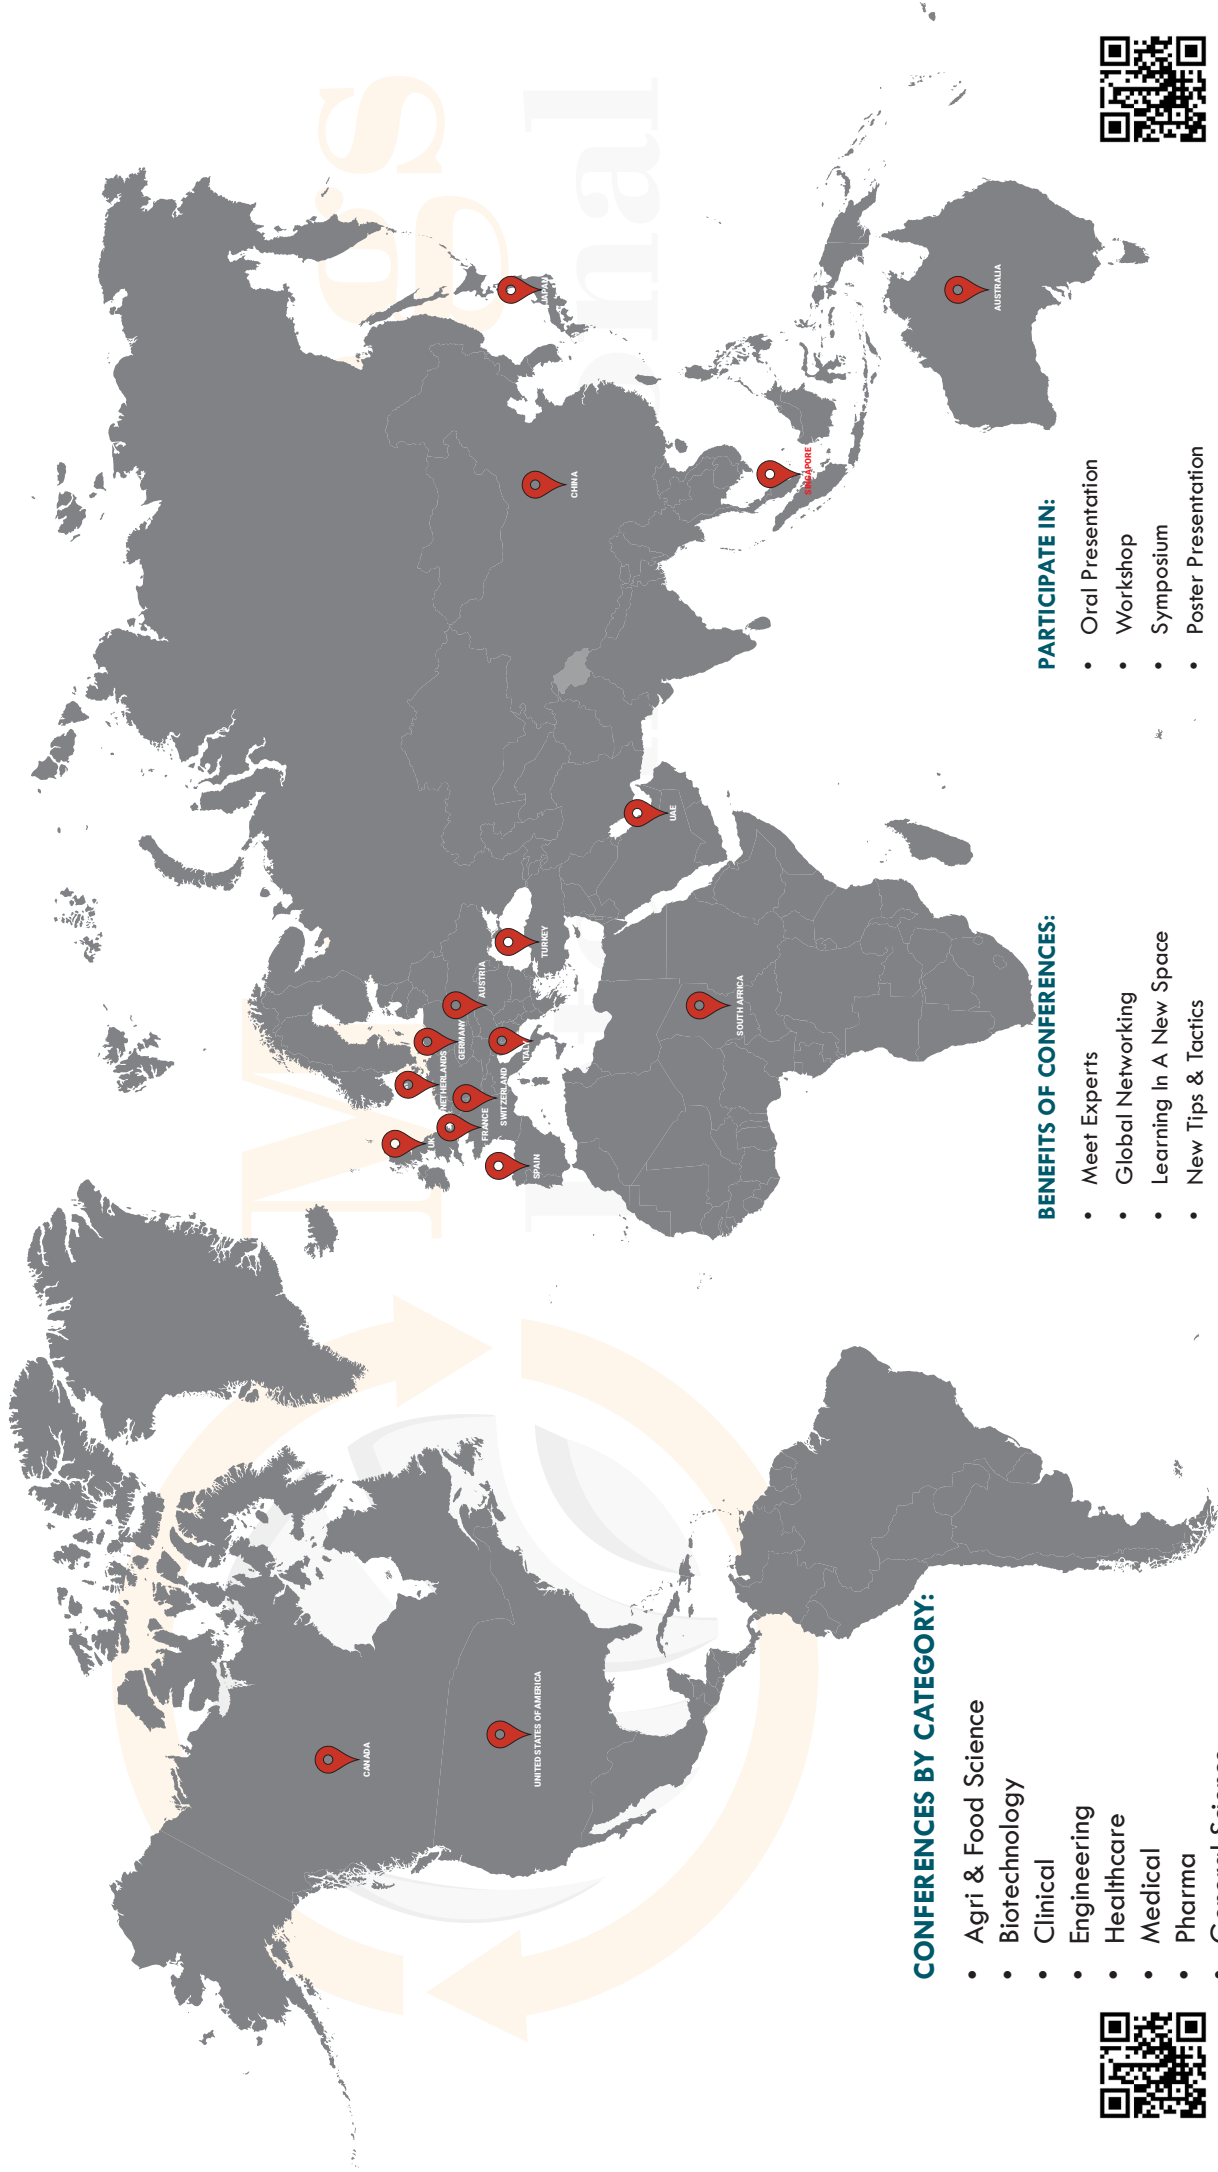 CANADA
UNITED STATES OF AMERICA
UK
NETHERLANDS
GERMANY
AUSTRIA
FRANCE
SWITZERLAND
ITALY
SPAIN
TURKEY
UAE
SOUTH AFRICA
CHINA
JAPAN
SINGAPORE
AUSTRALIA
CONFERENCES BY CATEGORY:
• Agri & Food Science
• Biotechnology
• Clinical
• Engineering
• Healthcare
• Medical
• Pharma
BENEFITS OF CONFERENCES:
• Meet Experts
• Global Networking
• Learning In A New Space
• New Tips & Tactics
PARTICIPATE IN:
• Oral Presentation
• Workshop
• Symposium
• Poster Presentation